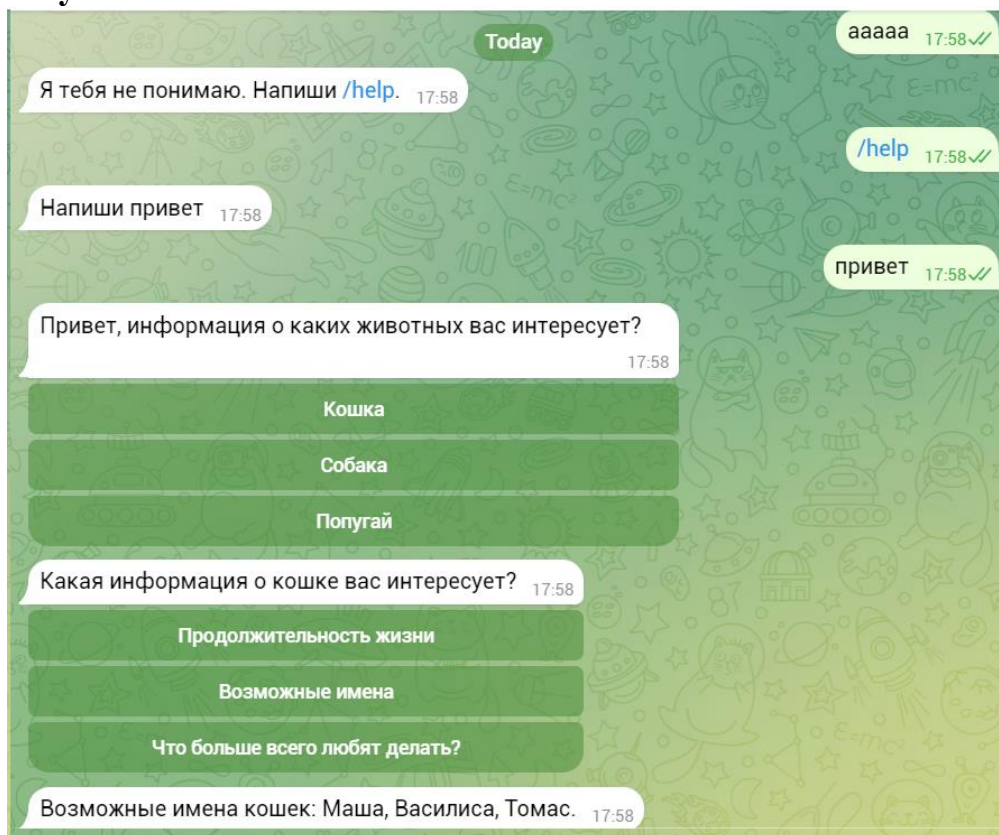 Today
ааааа 17:58
Я тебя не понимаю. Напиши /help. 17:58
/help 17:58
Напиши привет 17:58
привет 17:58
Привет, информация о каких животных вас интересует?
17:58
Кошка
Собака
Попугай
Какая информация о кошке вас интересует? 17:58
Продолжительность жизни
Возможные имена
Что больше всего любят делать?
Возможные имена кошек: Маша, Василиса, Томас. 17:58